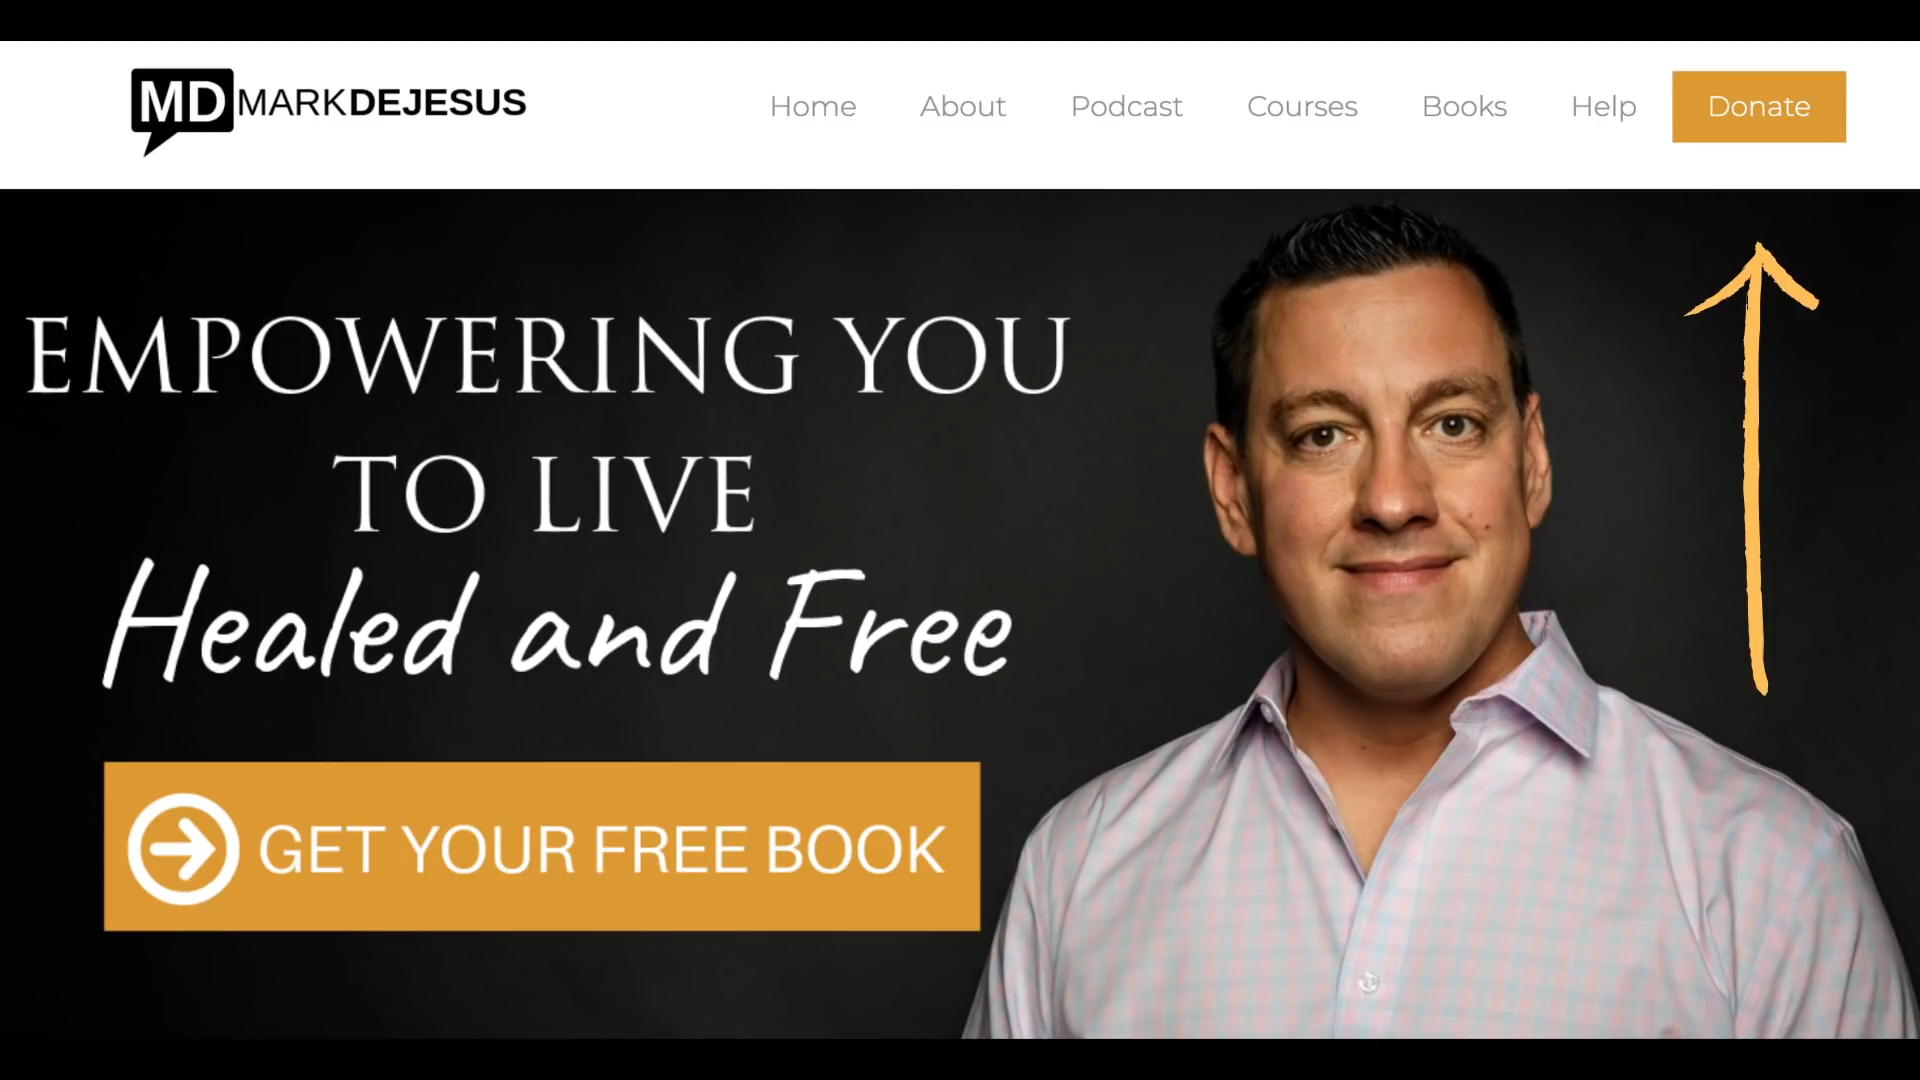 MD MARKDEJESUS
Home About Podcast Courses Books Help Donate
EMPOWERING YOU
TO LIVE
Healed and Free
GET YOUR FREE BOOK